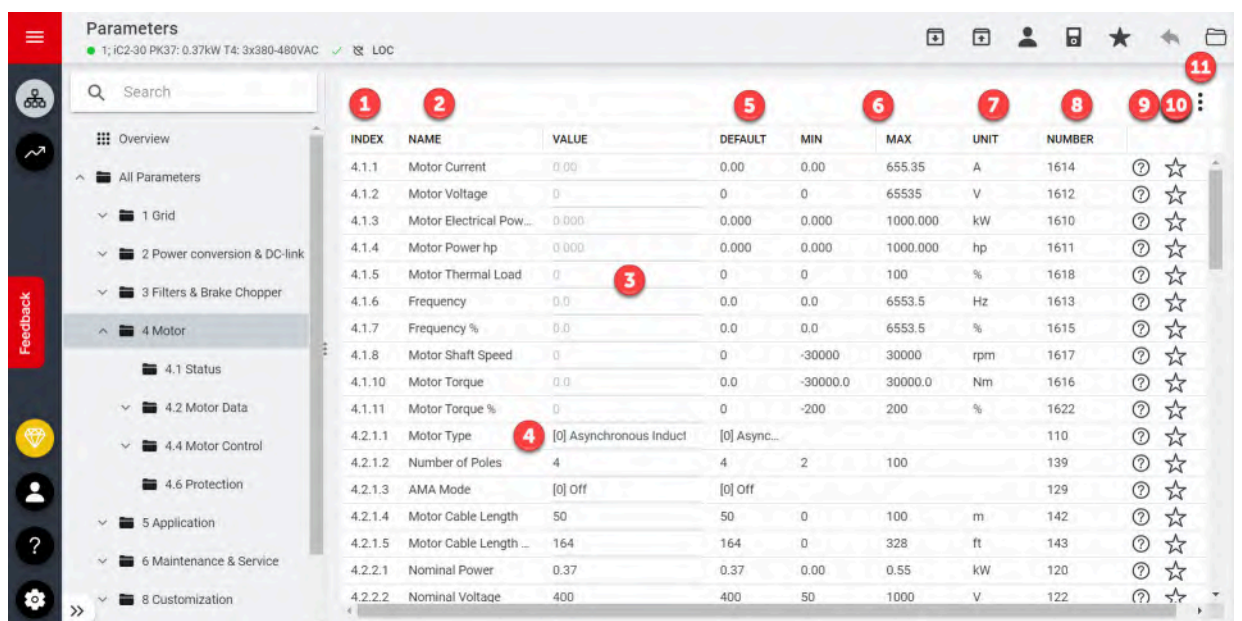 Parameters
1; iC2-30 PK37: 0.37kW T4: 3x380-480VAC LOC
11
Search
1 2 5 6 7 8 9 10
INDEX NAME VALUE DEFAULT MIN MAX UNIT NUMBER
Overview
All Parameters
1 Grid
2 Power conversion & DC-link
3 Filters & Brake Chopper
4 Motor
4.1 Status
4.2 Motor Data
4.4 Motor Control
4.6 Protection
5 Application
6 Maintenance & Service
8 Customization
Feedback
?
4.1.1 Motor Current 0.00 0.00 0.00 655.35 A 1614 ?
4.1.2 Motor Voltage 0 0 0 65535 V 1612 ?
4.1.3 Motor Electrical Pow... 0.000 0.000 0.000 1000.000 kW 1610 ?
4.1.4 Motor Power hp 0.000 0.000 0.000 1000.000 hp 1611 ?
4.1.5 Motor Thermal Load 0 0 0 100 % 1618 ?
3
4.1.6 Frequency 0.0 0.0 0.0 6553.5 Hz 1613 ?
4.1.7 Frequency % 0.0 0.0 0.0 6553.5 % 1615 ?
4.1.8 Motor Shaft Speed 0 0 -30000 30000 rpm 1617 ?
4.1.10 Motor Torque 0.0 0.0 -30000.0 30000.0 Nm 1616 ?
4.1.11 Motor Torque % 0 0 -200 200 % 1622 ?
4.2.1.1 Motor Type 4 [0] Asynchronous Induct [0] Async... 110 ?
4.2.1.2 Number of Poles 4 4 2 100 139 ?
4.2.1.3 AMA Mode [0] Off [0] Off 129 ?
4.2.1.4 Motor Cable Length 50 50 0 100 m 142 ?
4.2.1.5 Motor Cable Length ... 164 164 0 328 ft 143 ?
4.2.2.1 Nominal Power 0.37 0.37 0.00 0.55 kW 120 ?
4.2.2.2 Nominal Voltage 400 400 50 1000 V 122 ?